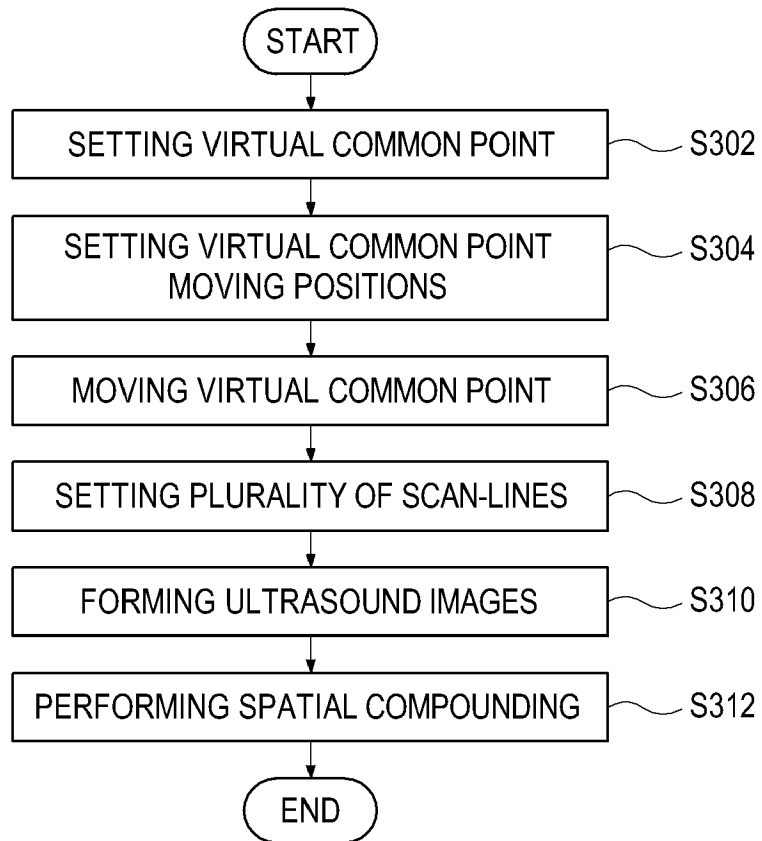 START
SETTING VIRTUAL COMMON POINT
S302
SETTING VIRTUAL COMMON POINT
MOVING POSITIONS
S304
MOVING VIRTUAL COMMON POINT
S306
SETTING PLURALITY OF SCAN-LINES
S308
FORMING ULTRASOUND IMAGES
S310
PERFORMING SPATIAL COMPOUNDING
S312
END